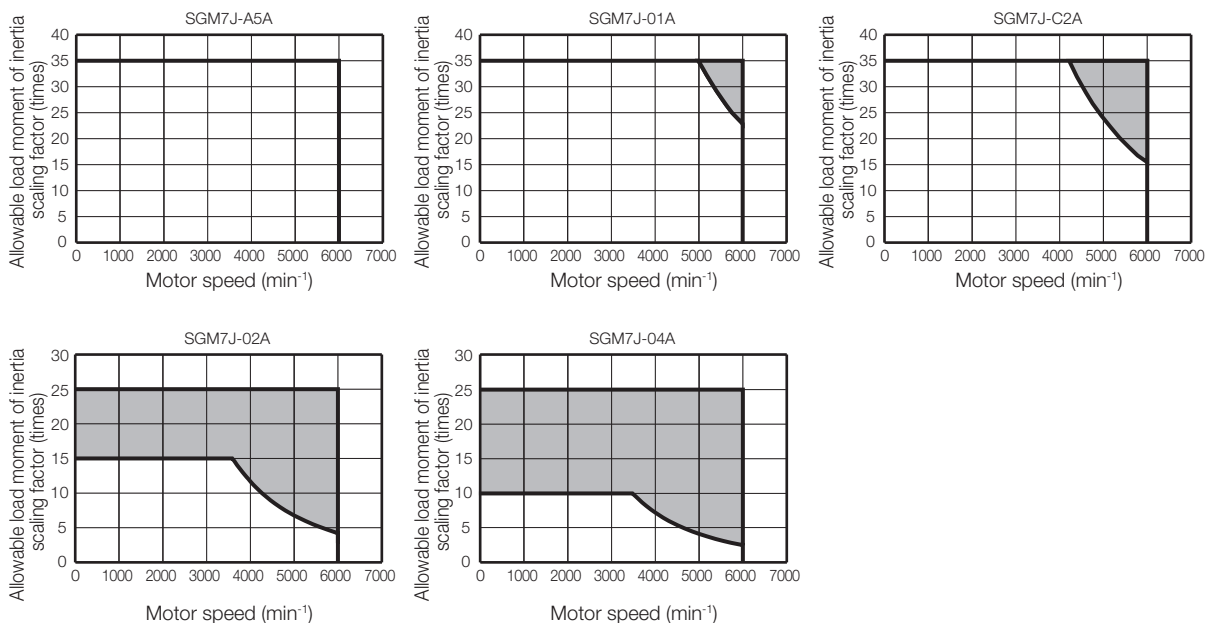 SGM7J-A5A
Allowable load moment of inertia
scaling factor (times)
40
35
30
25
20
15
10
5
0
0 1000 2000 3000 4000 5000 6000 7000
Motor speed (min-1)
SGM7J-01A
Allowable load moment of inertia
scaling factor (times)
40
35
30
25
20
15
10
5
0
0 1000 2000 3000 4000 5000 6000 7000
Motor speed (min-1)
SGM7J-C2A
Allowable load moment of inertia
scaling factor (times)
40
35
30
25
20
15
10
5
0
0 1000 2000 3000 4000 5000 6000 7000
Motor speed (min-1)
SGM7J-02A
Allowable load moment of inertia
scaling factor (times)
30
25
20
15
10
5
0
0 1000 2000 3000 4000 5000 6000 7000
Motor speed (min-1)
SGM7J-04A
Allowable load moment of inertia
scaling factor (times)
30
25
20
15
10
5
0
0 1000 2000 3000 4000 5000 6000 7000
Motor speed (min-1)